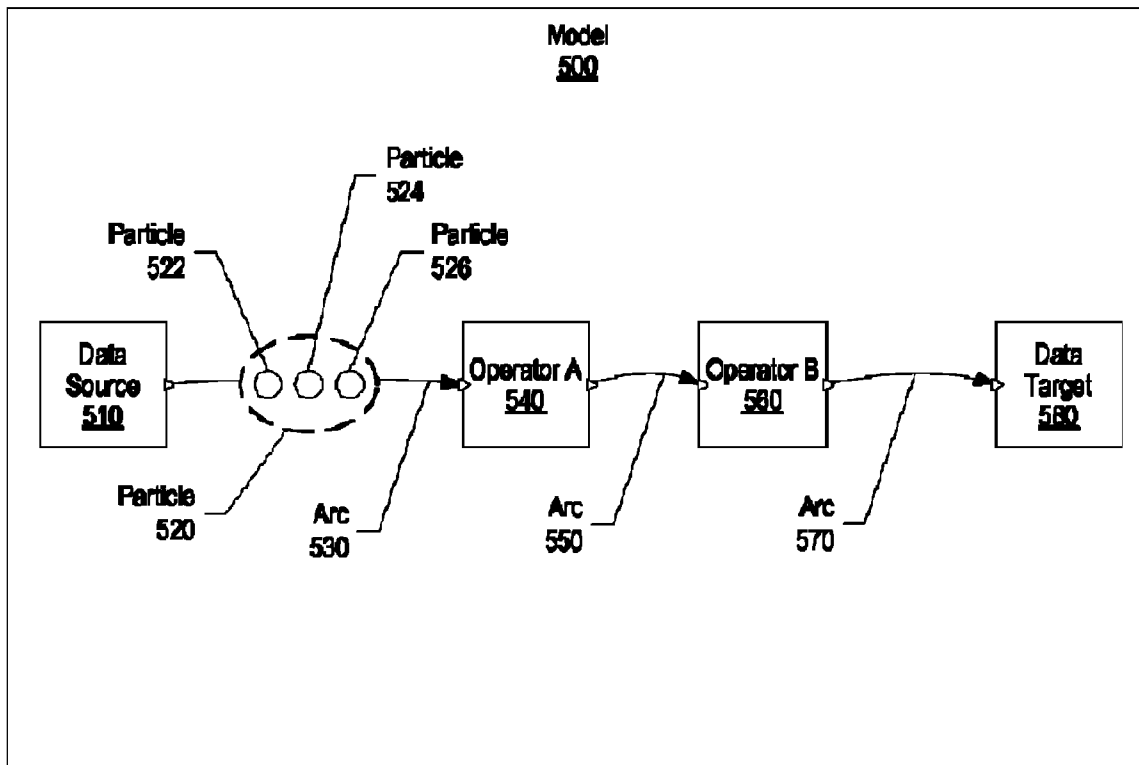 Model
500
Particle
524
Particle
522
Particle
526
Data
Source
510
Operator A
540
Operator B
560
Data
Target
580
Particle
520
Arc
530
Arc
550
Arc
570